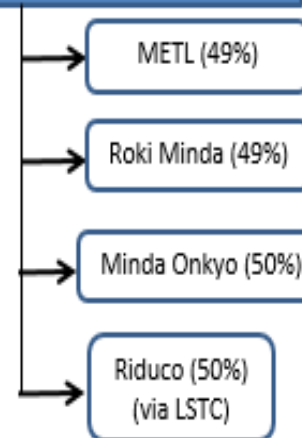 METL (49%)
Roki Minda (49%)
Minda Onkyo (50%)
Riduco (50%)
(via LSTC)